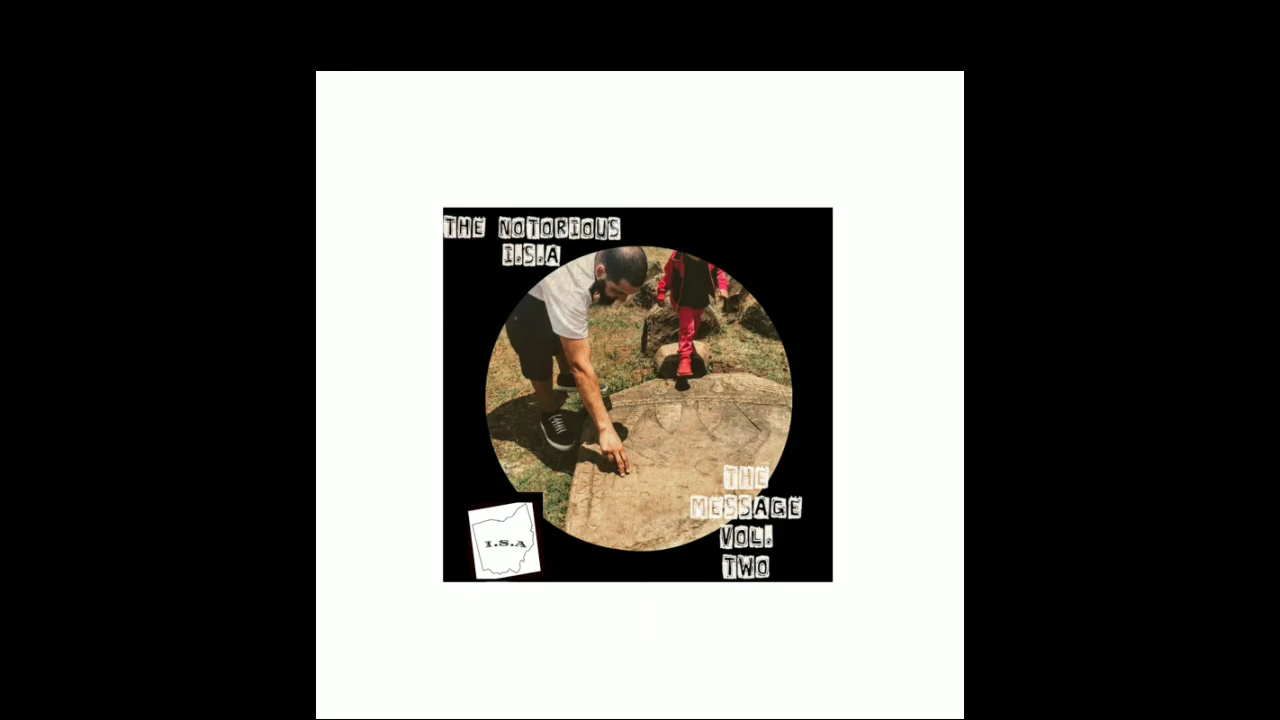 THE NOTORIOUS
I.S.A
I.S.A
THE
MESSAGE
VOL.
TWO